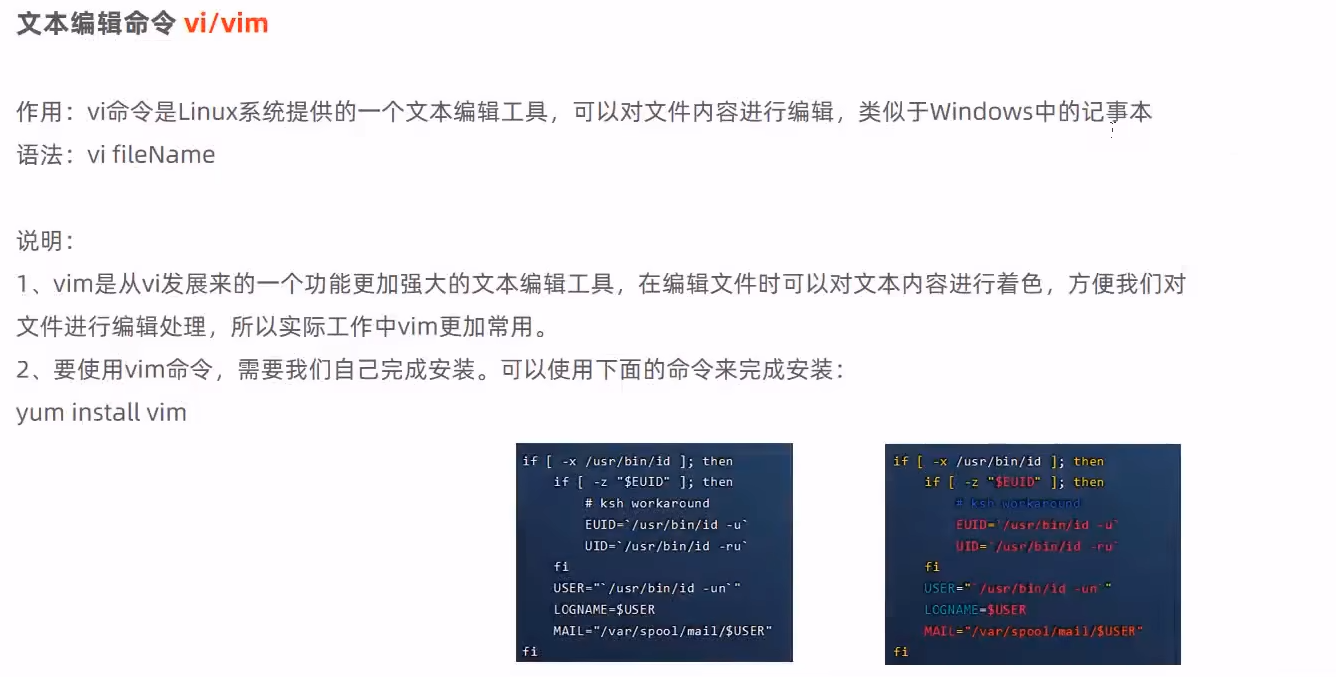 文本编辑命令 vi/vim
作用：vi命令是Linux系统提供的一个文本编辑工具，可以对文件内容进行编辑，类似于Windows中的记事本
语法：vi fileName
说明：
1、vim是从vi发展来的一个功能更加强大的文本编辑工具，在编辑文件时可以对文本内容进行着色，方便我们对
文件进行编辑处理，所以实际工作中vim更加常用。
2、要使用vim命令，需要我们自己完成安装。可以使用下面的命令来完成安装：
yum install vim
if [ -x /usr/bin/id ]; then
    if [ -z "$EUID" ]; then
        # ksh workaround
        EUID=`/usr/bin/id -u`
        UID=`/usr/bin/id -ru`
    fi
    USER="`/usr/bin/id -un`"
    LOGNAME=$USER
    MAIL="/var/spool/mail/$USER"
fi
if [ -x /usr/bin/id ]; then
    if [ -z "$EUID" ]; then
        # ksh workaround
        EUID=`/usr/bin/id -u`
        UID=`/usr/bin/id -ru`
    fi
    USER="`/usr/bin/id -un`"
    LOGNAME=$USER
    MAIL="/var/spool/mail/$USER"
fi